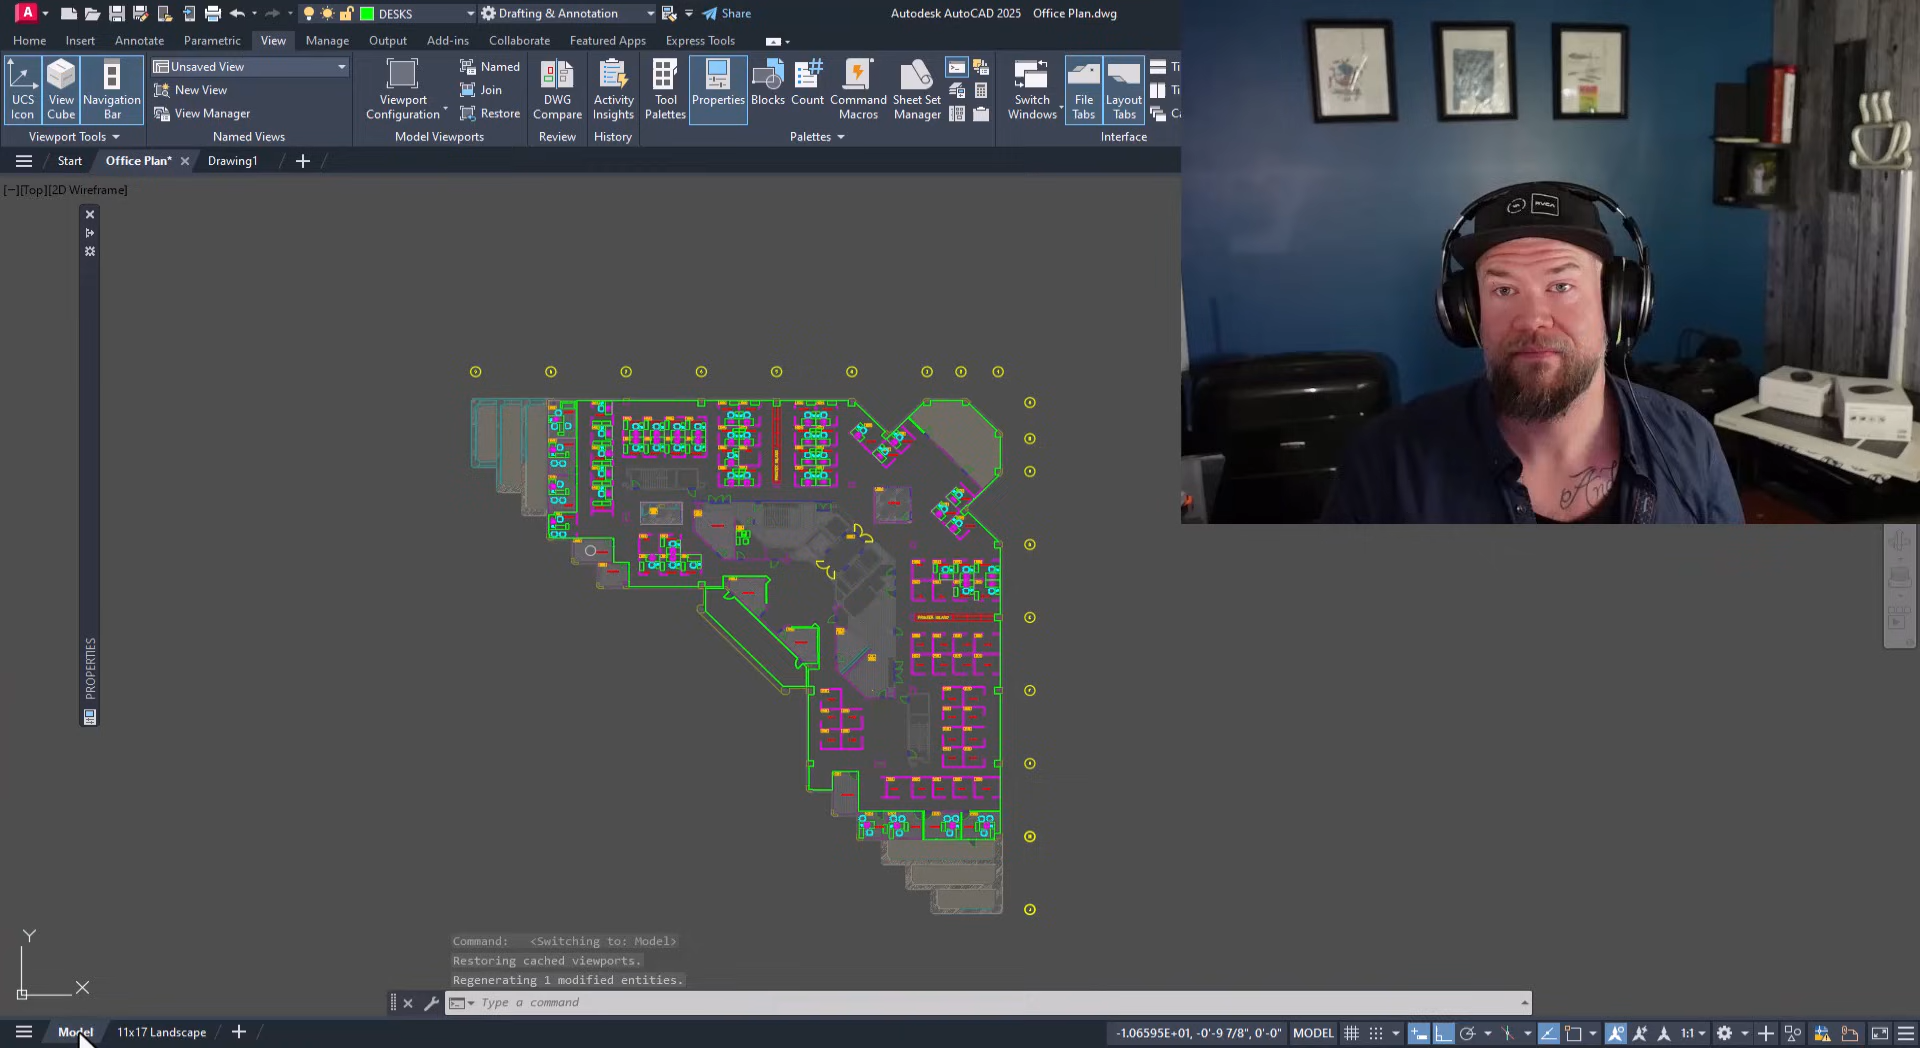 A
DESKS
Drafting & Annotation
Share
Autodesk AutoCAD 2025 Office Plan.dwg
Home Insert Annotate Parametric View Manage Output Add-ins Collaborate Featured Apps Express Tools
UCS Icon
View Cube
Navigation Bar
Viewport Tools
Unsaved View
New View
View Manager
Named Views
Viewport Configuration
Named
Join
Restore
Model Viewports
DWG Compare
Review
Activity Insights
History
Tool Palettes
Properties
Blocks
Count
Command Macros
Sheet Set Manager
Palettes
Switch Windows
File Tabs
Layout Tabs
Interface
Start Office Plan* Drawing1
[−][Top][2D Wireframe]
RVCA
PROPERTIES
Y
X
Command: <Switching to: Model>
Restoring cached viewports.
Regenerating 1 modified entities.
Type a command
Model 11x17 Landscape
-1.06595E+01, -0'-9 7/8", 0'-0" MODEL 1:1